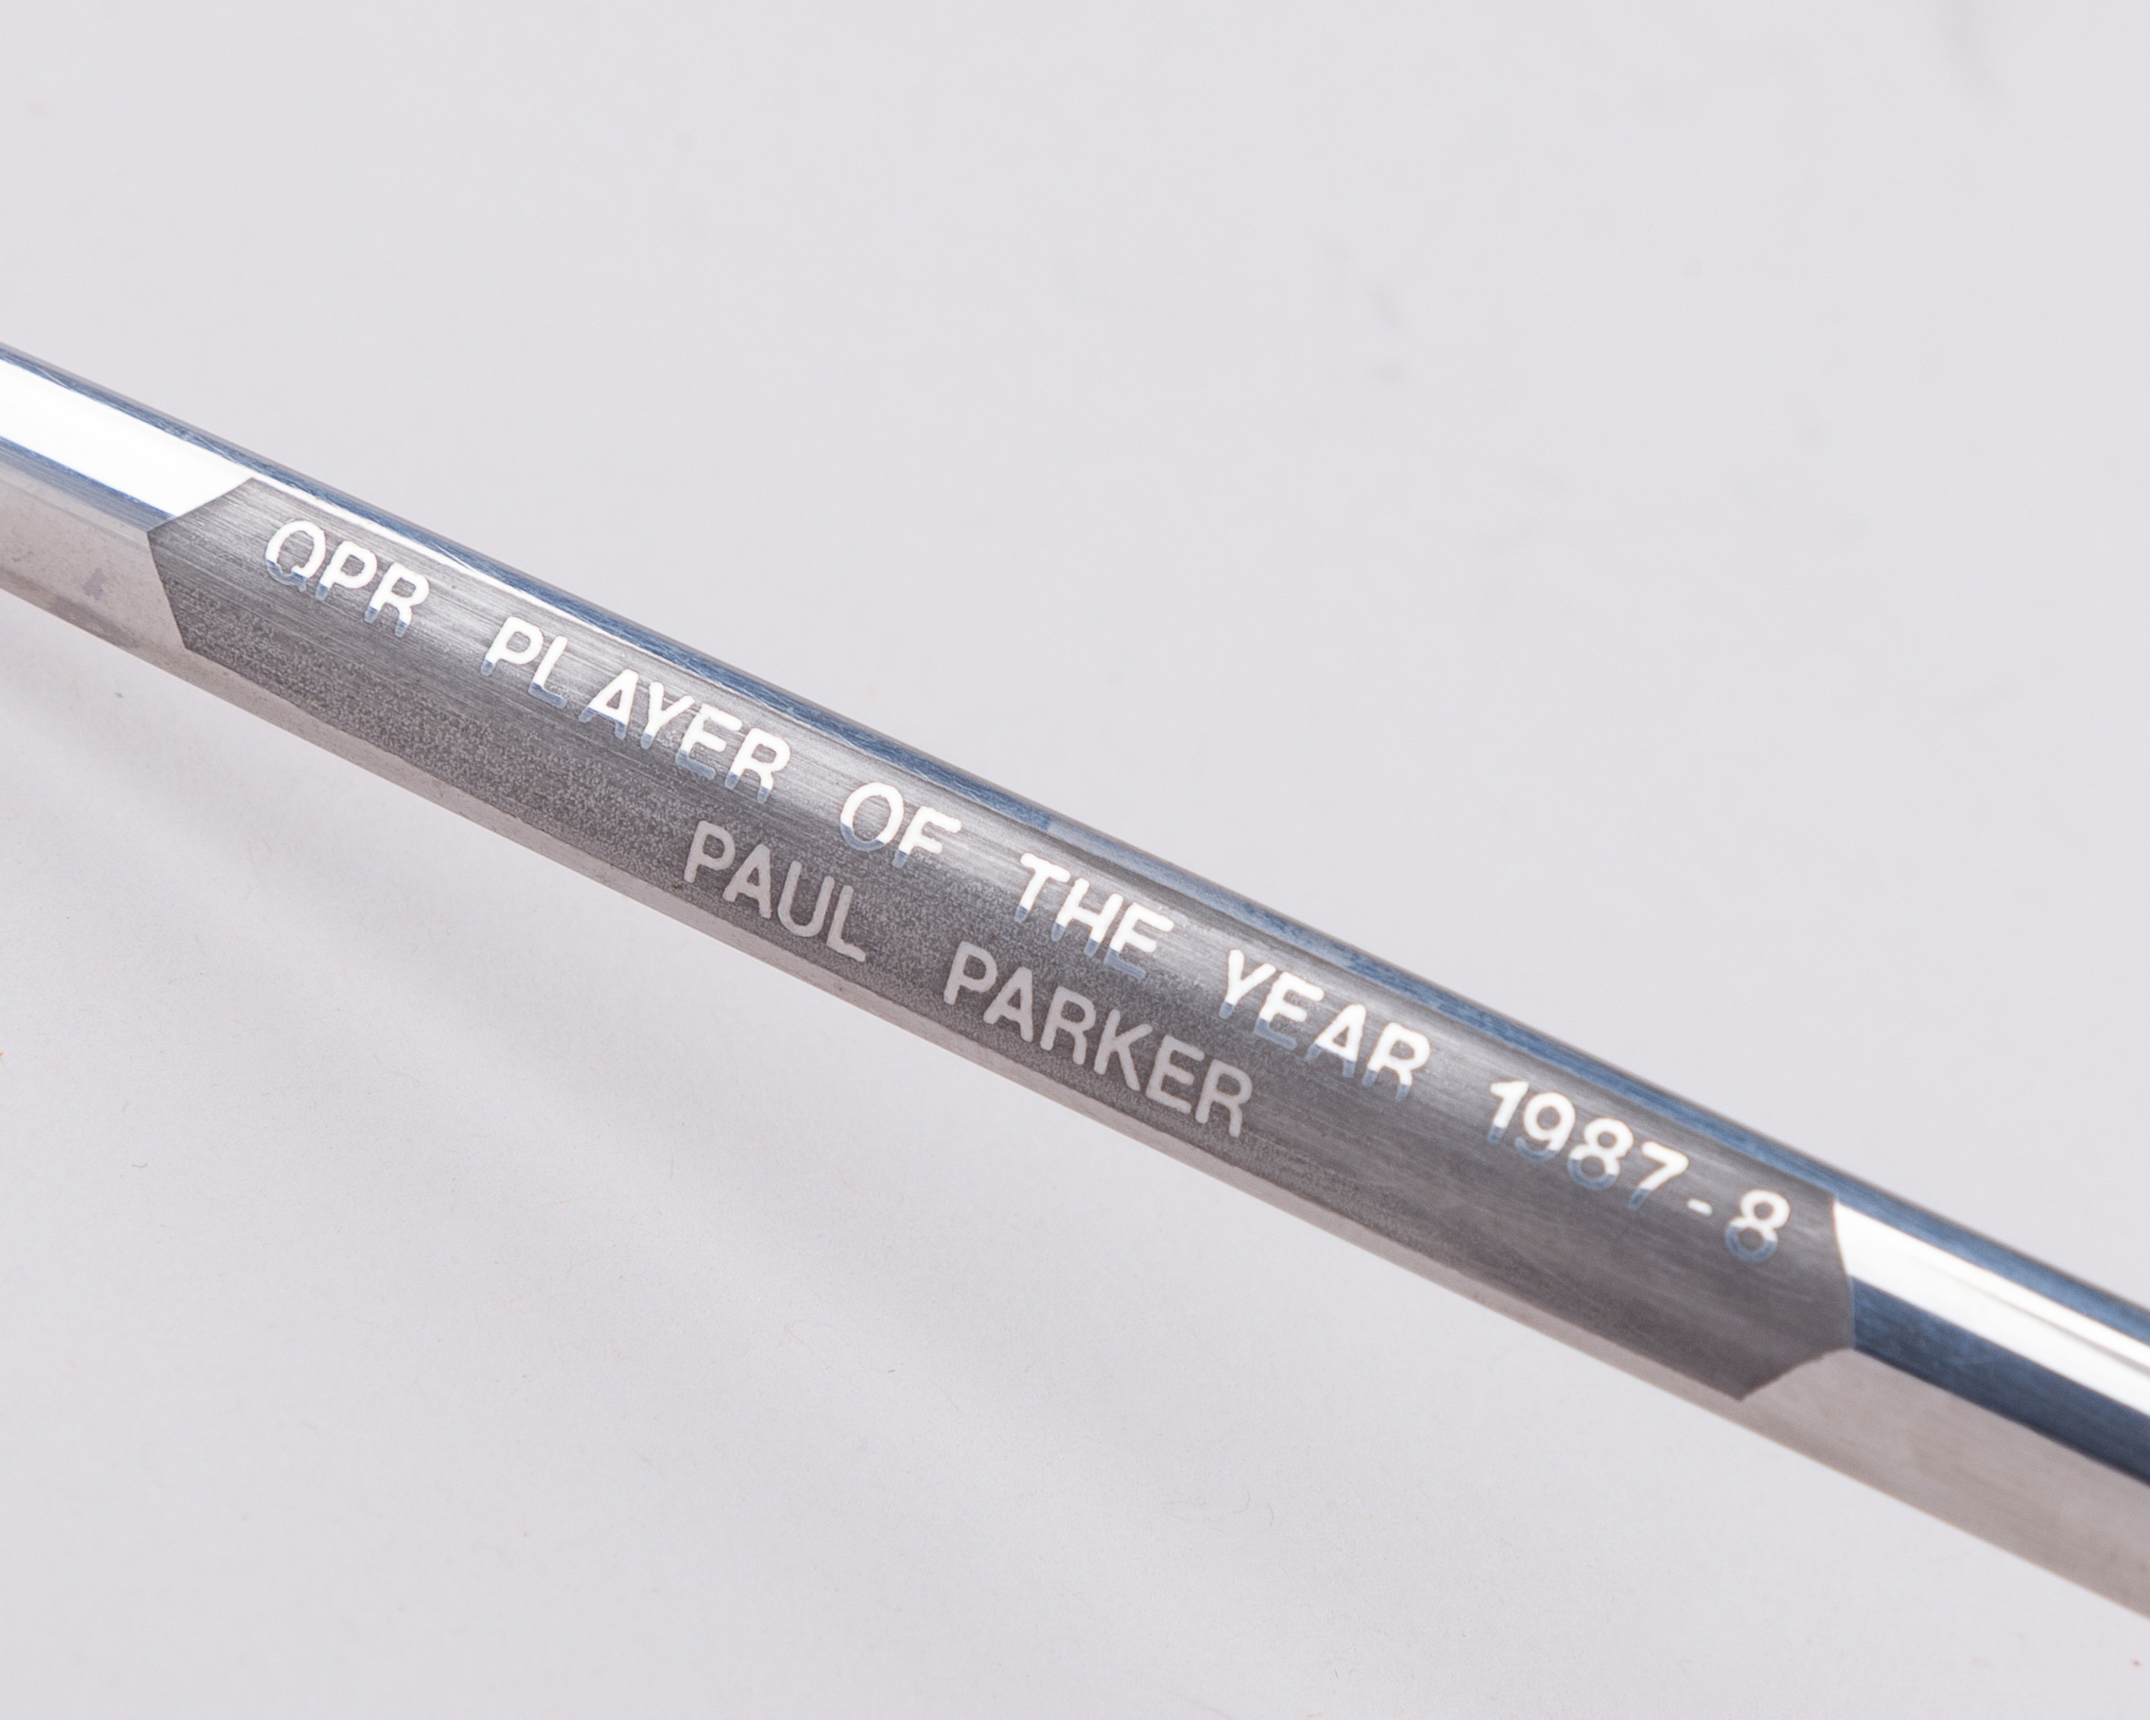 QPR PLAYER OF THE YEAR 1987-8
PAUL PARKER